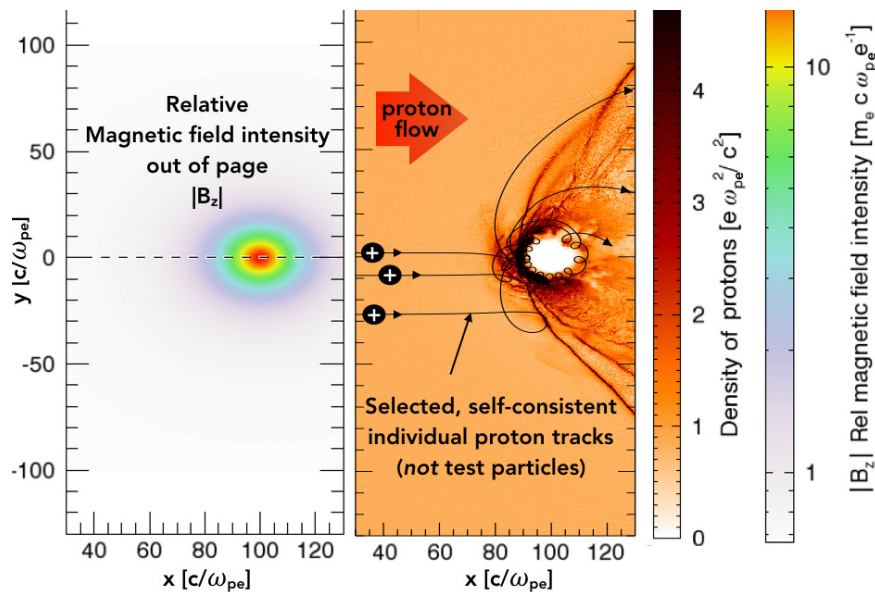 100
50
0
-50
-100
y [c/ωpe]
Relative
Magnetic field intensity
out of page
|Bz|
40 60 80 100 120
x [c/ωpe]
proton
flow
+
+
+
Selected, self-consistent
individual proton tracks
(not test particles)
40 60 80 100 120
x [c/ωpe]
4
3
2
1
0
Density of protons [e ωpe²/ c²]
10
1
|Bz| Rel magnetic field intensity [me c ωpe e⁻¹]